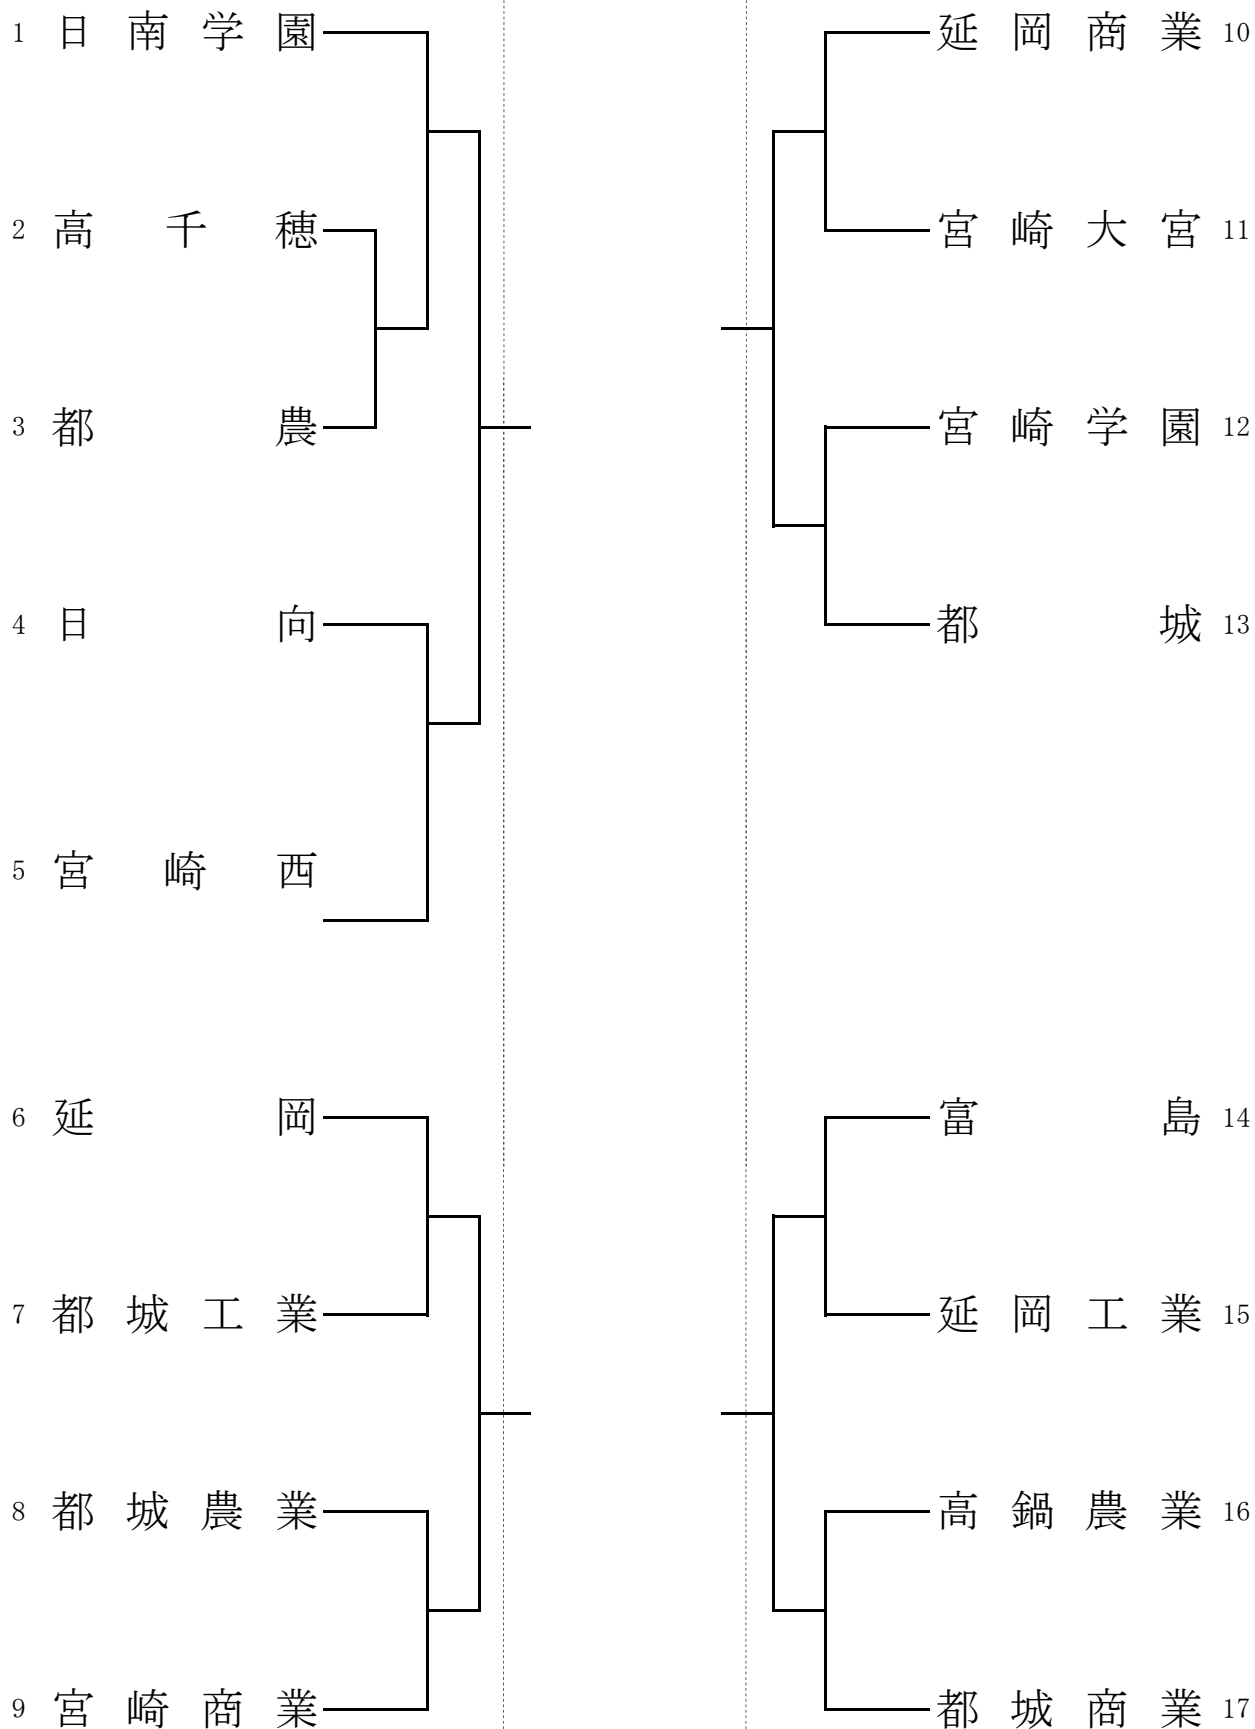 1 日南学園
2 高千穂
3 都農
4 日向
5 宮崎西
6 延岡
7 都城工業
8 都城農業
9 宮崎商業
延岡商業 10
宮崎大宮 11
宮崎学園 12
都城 13
富島 14
延岡工業 15
高鍋農業 16
都城商業 17